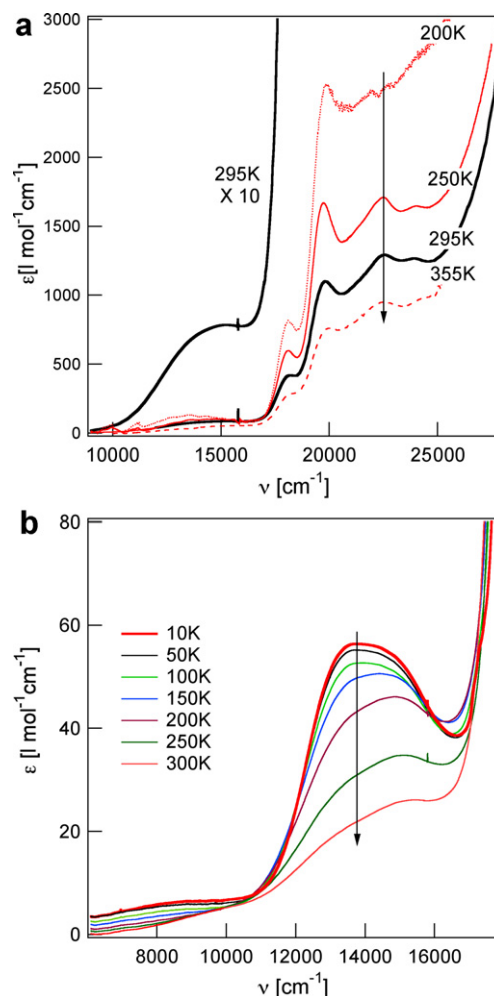 a
3000
2500
2000
1500
1000
500
0
ε[l mol-1cm-1]
200K
295K
X 10
250K
295K
355K
10000
15000
20000
25000
ν [cm-1]
b
80
60
40
20
0
ε [l mol-1cm-1]
10K
50K
100K
150K
200K
250K
300K
8000
10000
12000
14000
16000
ν [cm-1]